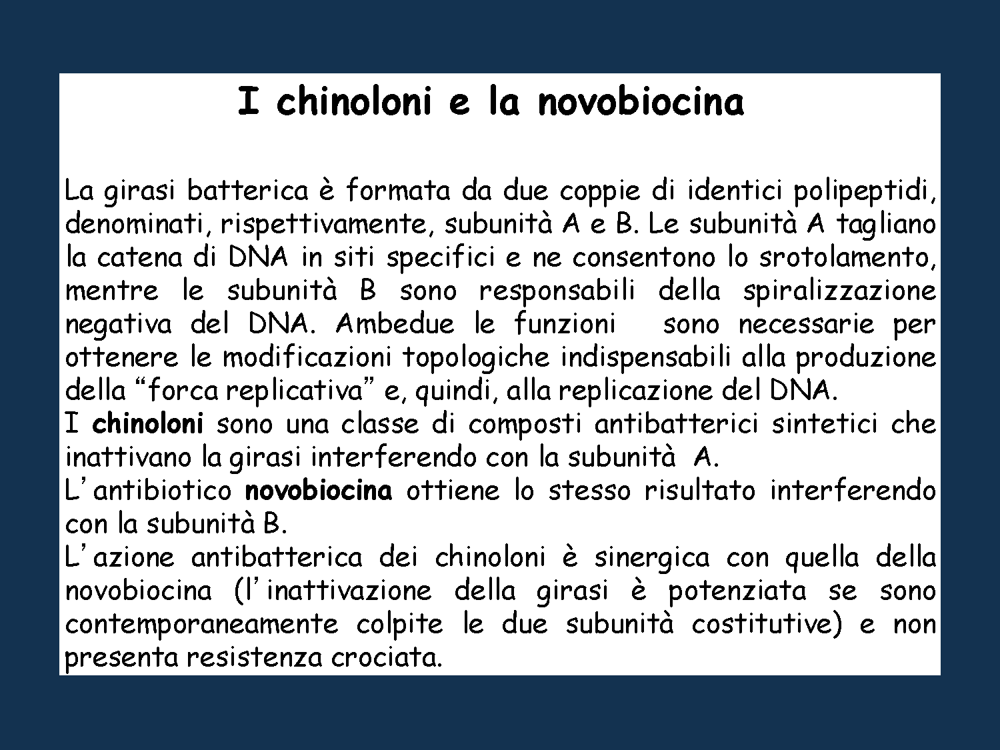 I chinoloni e la novobiocina
La girasi batterica è formata da due coppie di identici polipeptidi,
denominati, rispettivamente, subunità A e B. Le subunità A tagliano
la catena di DNA in siti specifici e ne consentono lo srotolamento,
mentre le subunità B sono responsabili della spiralizzazione
negativa del DNA. Ambedue le funzioni sono necessarie per
ottenere le modificazioni topologiche indispensabili alla produzione
della “forca replicativa” e, quindi, alla replicazione del DNA.
I chinoloni sono una classe di composti antibatterici sintetici che
inattivano la girasi interferendo con la subunità A.
L’antibiotico novobiocina ottiene lo stesso risultato interferendo
con la subunità B.
L’azione antibatterica dei chinoloni è sinergica con quella della
novobiocina (l’inattivazione della girasi è potenziata se sono
contemporaneamente colpite le due subunità costitutive) e non
presenta resistenza crociata.